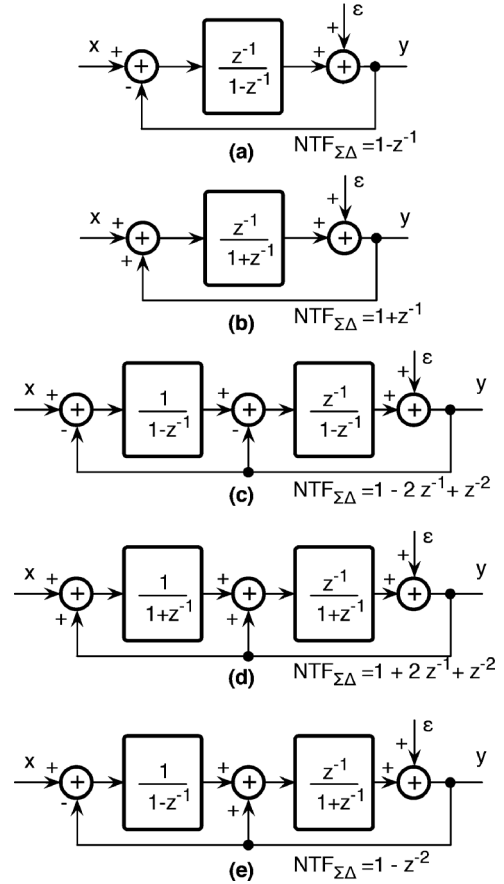 x + + - z⁻¹ / 1-z⁻¹ + + + ε y
(a) NTF_ΣΔ =1-z⁻¹
x + + + z⁻¹ / 1+z⁻¹ + + + ε y
(b) NTF_ΣΔ =1+z⁻¹
x + + - 1 / 1-z⁻¹ + + - z⁻¹ / 1-z⁻¹ + + + ε y
(c) NTF_ΣΔ = 1 - 2 z⁻¹+ z⁻²
x + + + 1 / 1+z⁻¹ + + + z⁻¹ / 1+z⁻¹ + + + ε y
(d) NTF_ΣΔ = 1 + 2 z⁻¹+ z⁻²
x + + - 1 / 1-z⁻¹ + + + z⁻¹ / 1+z⁻¹ + + + ε y
(e) NTF_ΣΔ = 1 - z⁻²